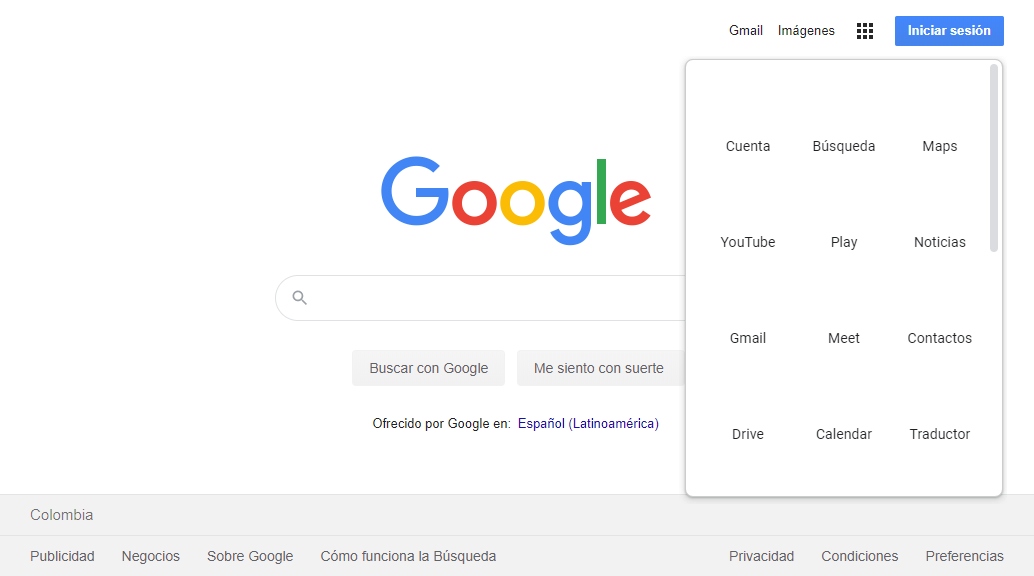 Gmail Imágenes Iniciar sesión
Cuenta Búsqueda Maps
Google
YouTube Play Noticias
Gmail Meet Contactos
Buscar con Google Me siento con suerte
Ofrecido por Google en: Español (Latinoamérica)
Drive Calendar Traductor
Colombia
Publicidad Negocios Sobre Google Cómo funciona la Búsqueda Privacidad Condiciones Preferencias